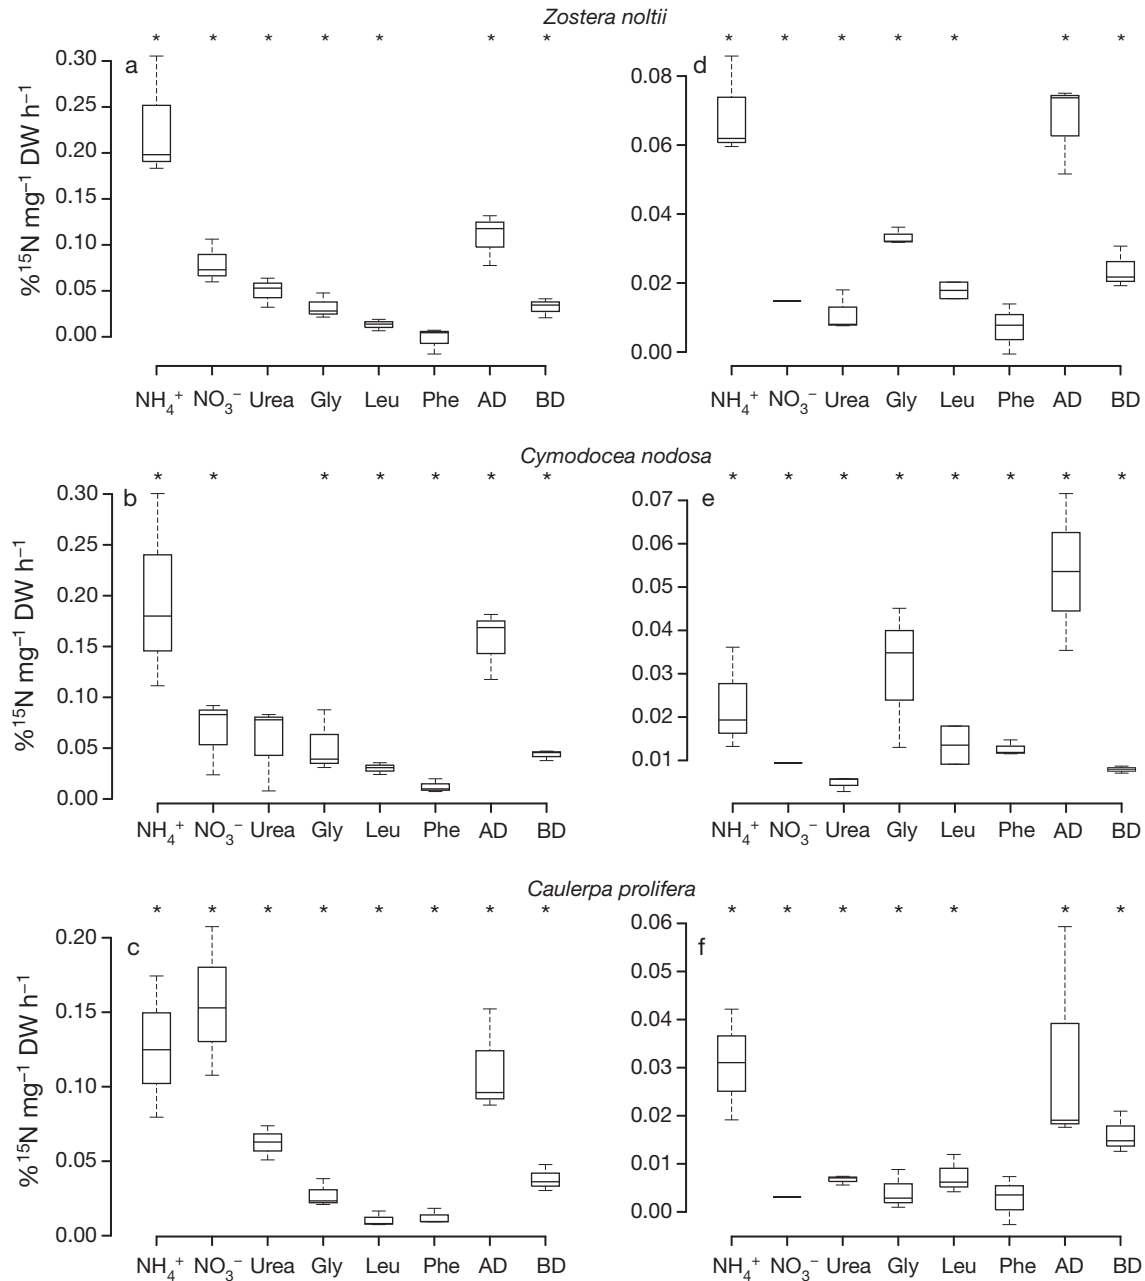 Zostera noltii
* * * * * * *
* * * * * * *
a
d
%¹⁵N mg⁻¹ DW h⁻¹
0.30
0.25
0.20
0.15
0.10
0.05
0.00
0.08
0.06
0.04
0.02
0.00
NH₄⁺ NO₃⁻ Urea Gly Leu Phe AD BD
NH₄⁺ NO₃⁻ Urea Gly Leu Phe AD BD
Cymodocea nodosa
* * * * * * *
* * * * * * * *
b
e
%¹⁵N mg⁻¹ DW h⁻¹
0.30
0.25
0.20
0.15
0.10
0.05
0.00
0.07
0.06
0.05
0.04
0.03
0.02
0.01
NH₄⁺ NO₃⁻ Urea Gly Leu Phe AD BD
NH₄⁺ NO₃⁻ Urea Gly Leu Phe AD BD
Caulerpa prolifera
* * * * * * * *
* * * * * * *
c
f
%¹⁵N mg⁻¹ DW h⁻¹
0.20
0.15
0.10
0.05
0.00
0.06
0.05
0.04
0.03
0.02
0.01
0.00
NH₄⁺ NO₃⁻ Urea Gly Leu Phe AD BD
NH₄⁺ NO₃⁻ Urea Gly Leu Phe AD BD